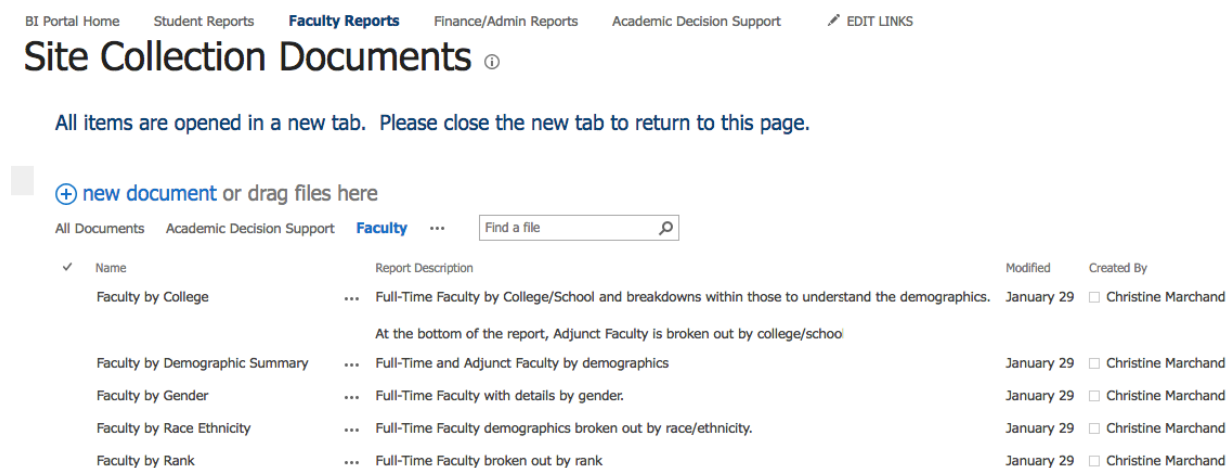 BI Portal Home Student Reports Faculty Reports Finance/Admin Reports Academic Decision Support EDIT LINKS
Site Collection Documents
All items are opened in a new tab. Please close the new tab to return to this page.
new document or drag files here
All Documents Academic Decision Support Faculty ... Find a file
Name Report Description Modified Created By
Faculty by College ... Full-Time Faculty by College/School and breakdowns within those to understand the demographics. January 29 Christine Marchand
At the bottom of the report, Adjunct Faculty is broken out by college/school
Faculty by Demographic Summary ... Full-Time and Adjunct Faculty by demographics January 29 Christine Marchand
Faculty by Gender ... Full-Time Faculty with details by gender. January 29 Christine Marchand
Faculty by Race Ethnicity ... Full-Time Faculty demographics broken out by race/ethnicity. January 29 Christine Marchand
Faculty by Rank ... Full-Time Faculty broken out by rank January 29 Christine Marchand